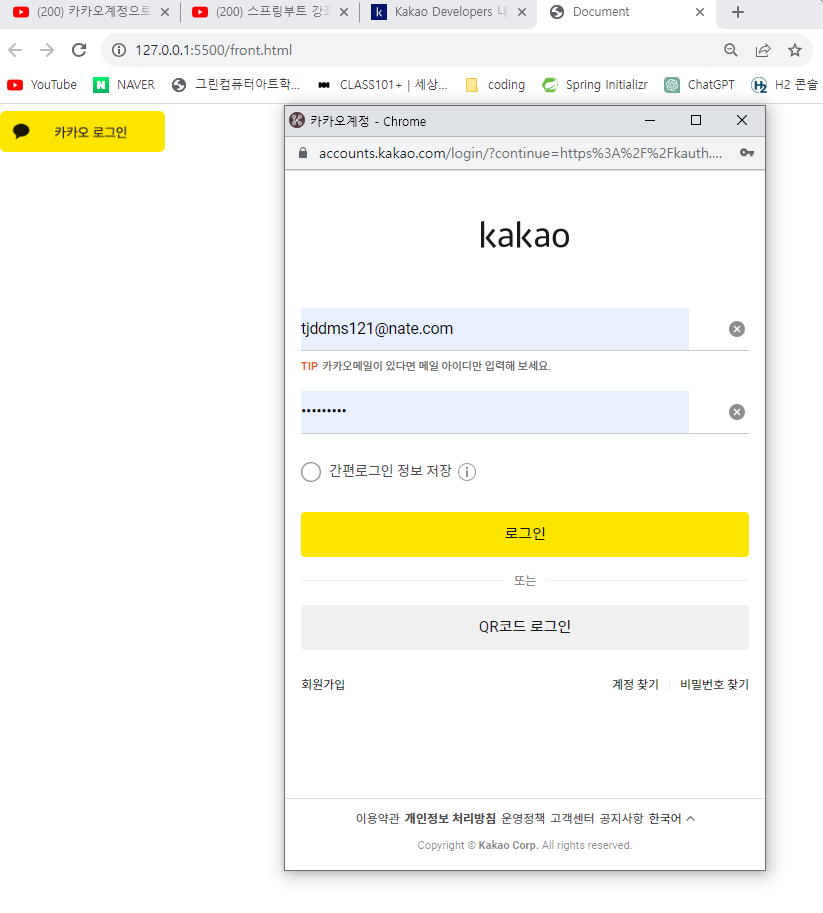 (200) 카카오계정으로
(200) 스프링부트 강좌
Kakao Developers 내
Document
127.0.0.1:5500/front.html
YouTube
NAVER
그린컴퓨터아트학...
CLASS101+ | 세상...
coding
Spring Initializr
ChatGPT
H2 콘솔
카카오 로그인
카카오계정 - Chrome
accounts.kakao.com/login/?continue=https%3A%2F%2Fkauth....
kakao
tjddms121@nate.com
TIP 카카오메일이 있다면 메일 아이디만 입력해 보세요.
•••••••••
간편로그인 정보 저장
로그인
또는
QR코드 로그인
회원가입
계정 찾기 | 비밀번호 찾기
이용약관 개인정보 처리방침 운영정책 고객센터 공지사항 한국어
Copyright © Kakao Corp. All rights reserved.